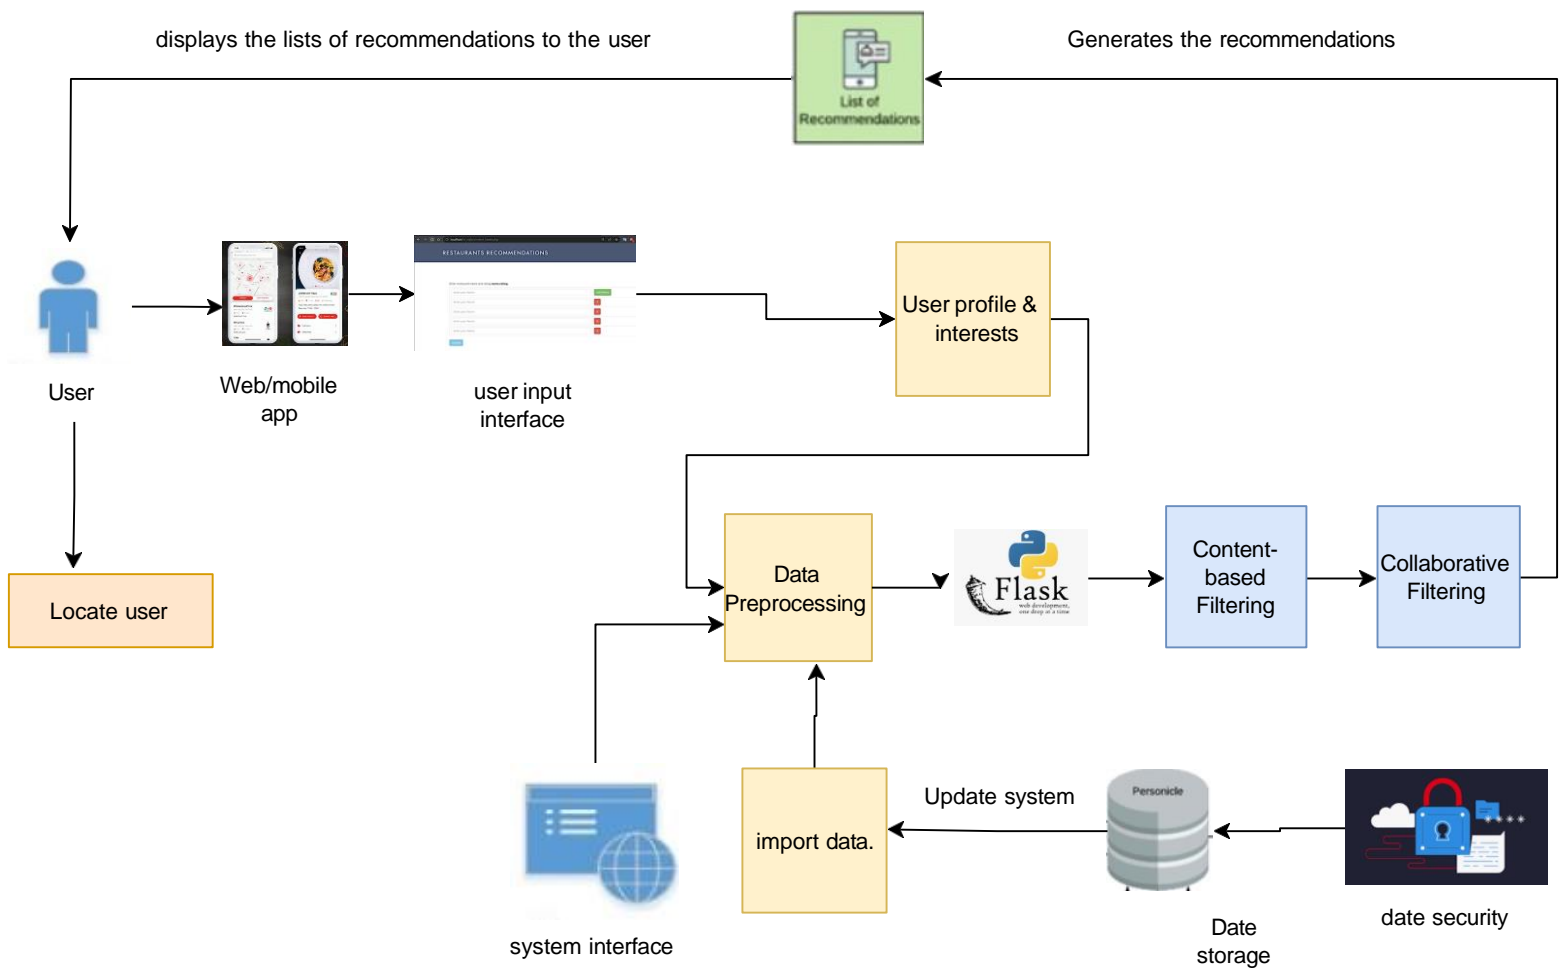 displays the lists of recommendations to the user
Generates the recommendations
List of
Recommendations
RESTAURANTS RECOMMENDATIONS
User profile &
interests
User
Web/mobile
app
user input
interface
Locate user
Data
Preprocessing
Flask
web development,
one drop at a time
Content-
based
Filtering
Collaborative
Filtering
Update system
Personicle
import data.
system interface
Date
storage
date security